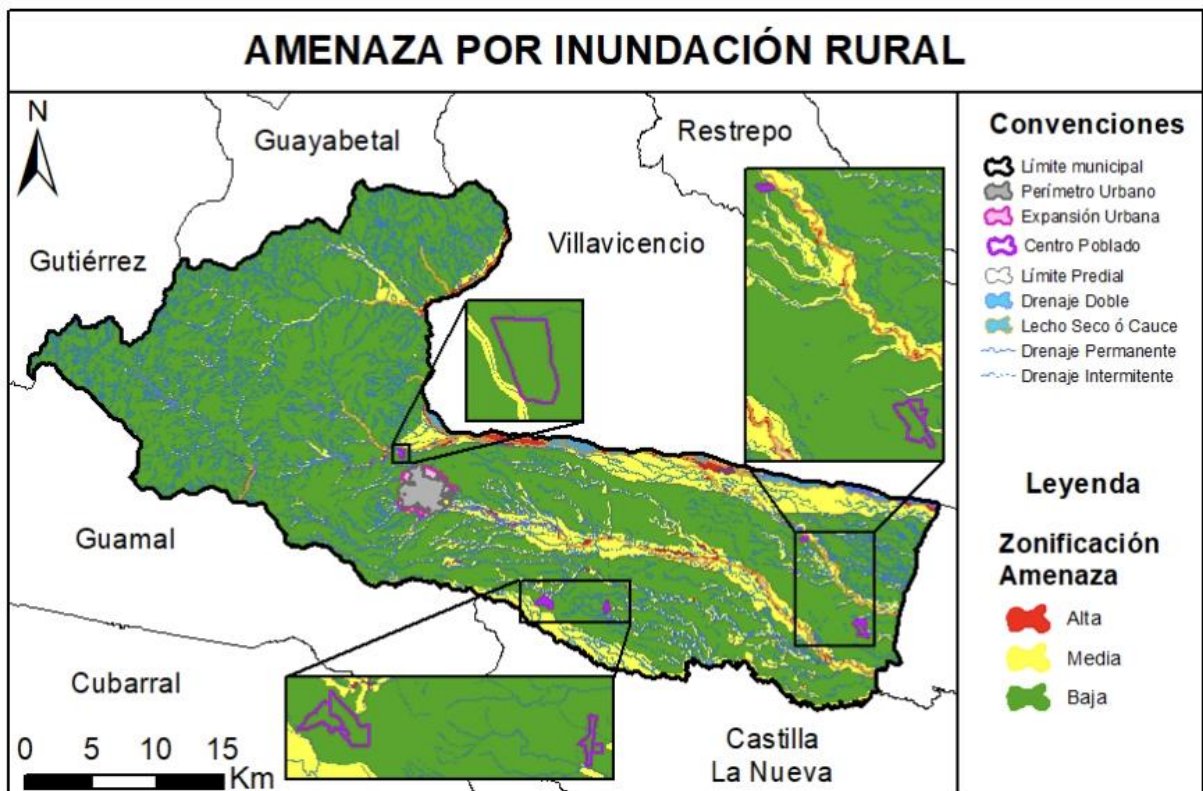 AMENAZA POR INUNDACIÓN RURAL
N
Guayabetal
Restrepo
Gutiérrez
Villavicencio
Guamal
Cubarral
Castilla
La Nueva
0 5 10 15
Km
Convenciones
Límite municipal
Perímetro Urbano
Expansión Urbana
Centro Poblado
Límite Predial
Drenaje Doble
Lecho Seco ó Cauce
Drenaje Permanente
Drenaje Intermitente
Leyenda
Zonificación
Amenaza
Alta
Media
Baja